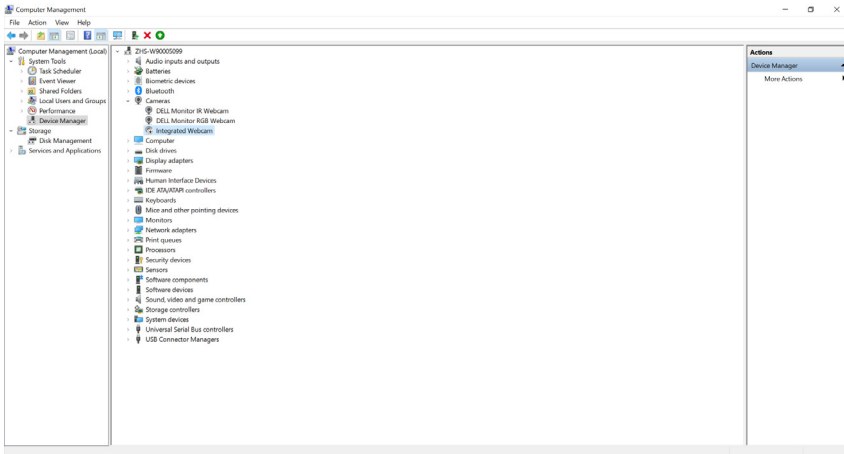 Computer Management
File Action View Help
Computer Management (Local)
System Tools
Task Scheduler
Event Viewer
Shared Folders
Local Users and Groups
Performance
Device Manager
Storage
Disk Management
Services and Applications
ZHS-W90005099
Audio inputs and outputs
Batteries
Biometric devices
Bluetooth
Cameras
DELL Monitor IR Webcam
DELL Monitor RGB Webcam
Integrated Webcam
Computer
Disk drives
Display adapters
Firmware
Human Interface Devices
IDE ATA/ATAPI controllers
Keyboards
Mice and other pointing devices
Monitors
Network adapters
Print queues
Processors
Security devices
Sensors
Software components
Software devices
Sound, video and game controllers
Storage controllers
System devices
Universal Serial Bus controllers
USB Connector Managers
Actions
Device Manager
More Actions